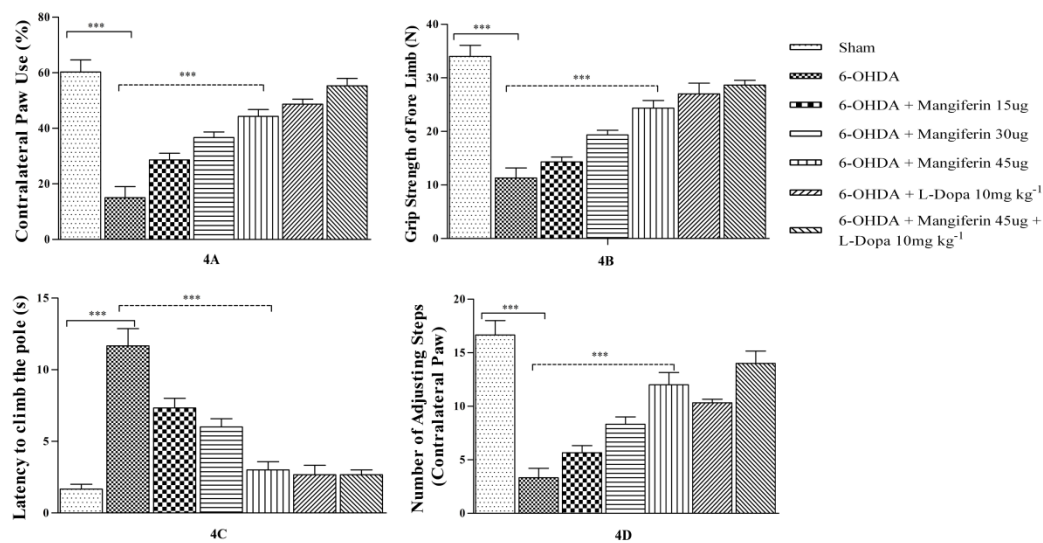 Contralateral Paw Use (%)
80
60
40
20
0
***
***
4A
Grip Strength of Fore Limb (N)
40
30
20
10
0
***
***
4B
Sham
6-OHDA
6-OHDA + Mangiferin 15ug
6-OHDA + Mangiferin 30ug
6-OHDA + Mangiferin 45ug
6-OHDA + L-Dopa 10mg kg⁻¹
6-OHDA + Mangiferin 45ug +
L-Dopa 10mg kg⁻¹
Latency to climb the pole (s)
15
10
5
0
***
***
4C
Number of Adjusting Steps
(Contralateral Paw)
20
15
10
5
0
***
***
4D